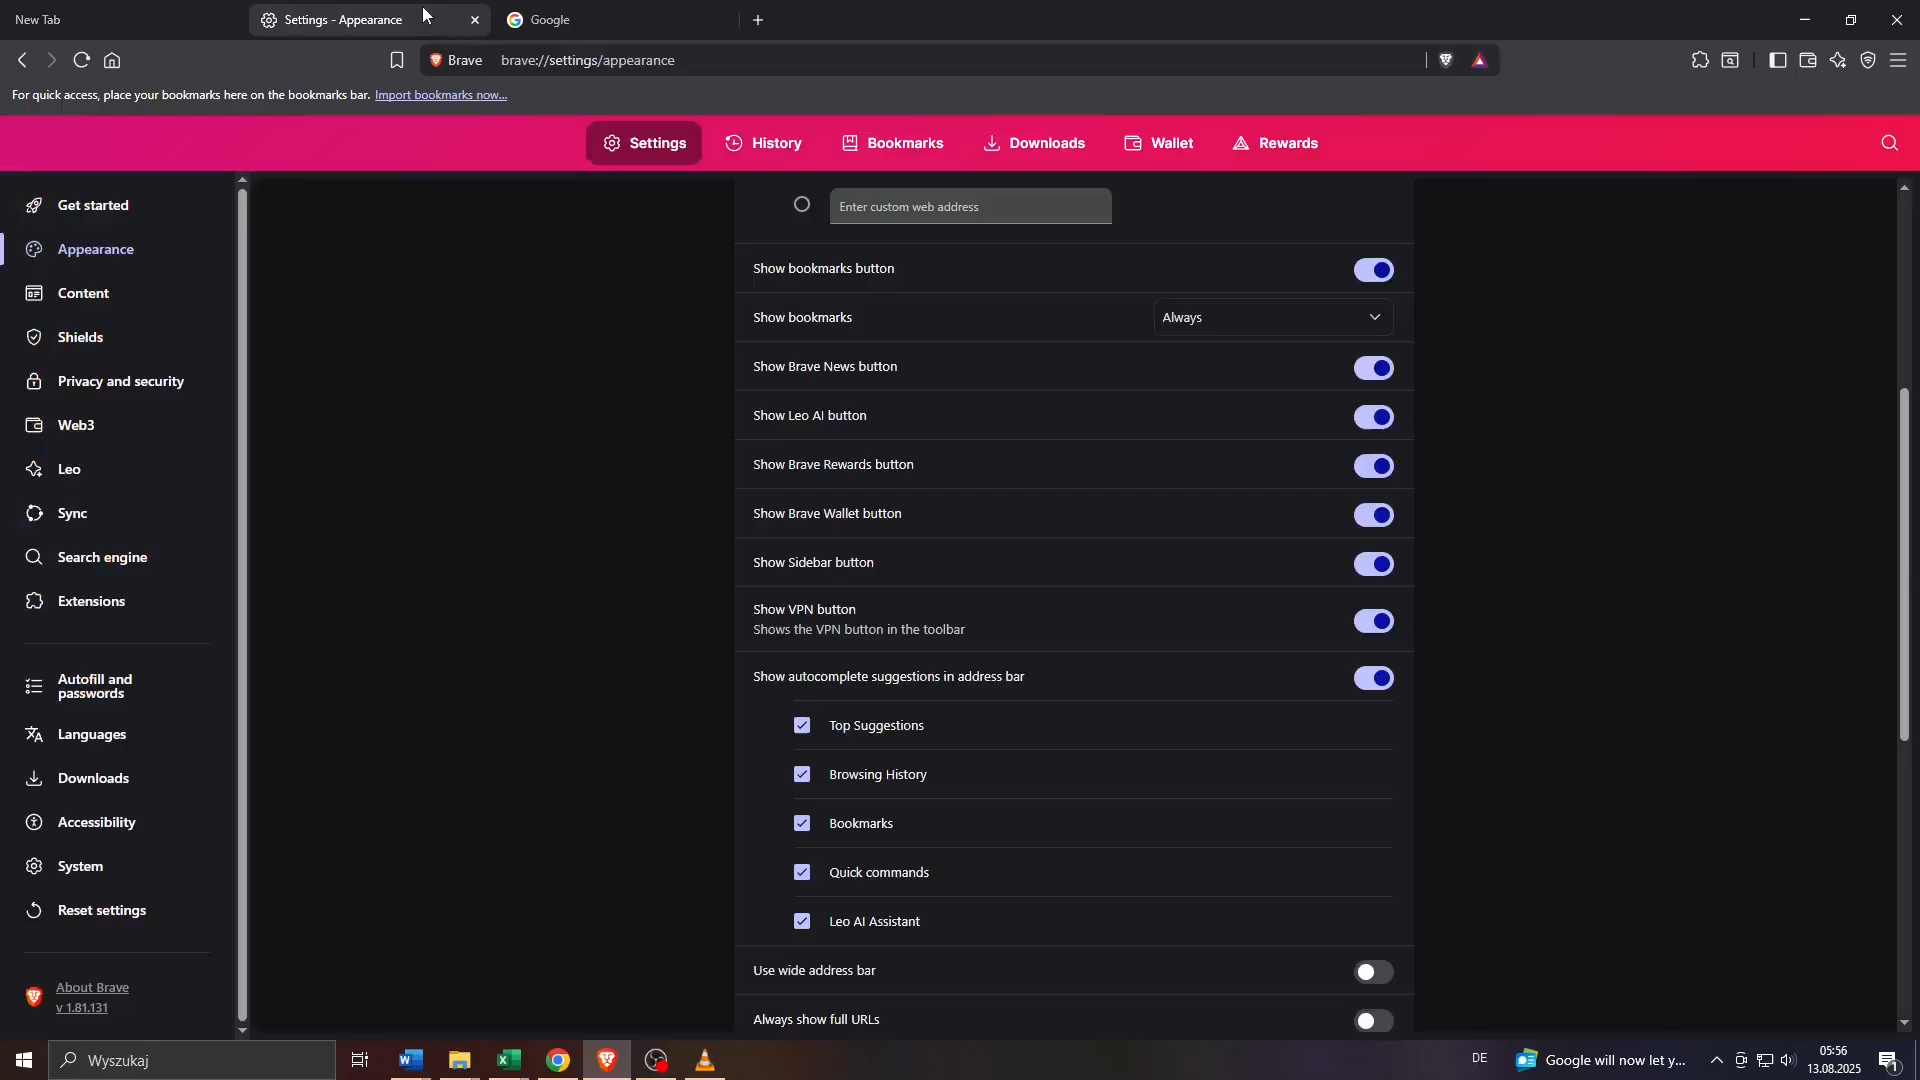 New Tab
Settings - Appearance
Google
Brave
brave://settings/appearance
For quick access, place your bookmarks here on the bookmarks bar. Import bookmarks now...
Settings
History
Bookmarks
Downloads
Wallet
Rewards
Get started
Appearance
Content
Shields
Privacy and security
Web3
Leo
Sync
Search engine
Extensions
Autofill and
passwords
Languages
Downloads
Accessibility
System
Reset settings
About Brave
v 1.81.131
Enter custom web address
Show bookmarks button
Show bookmarks
Always
Show Brave News button
Show Leo AI button
Show Brave Rewards button
Show Brave Wallet button
Show Sidebar button
Show VPN button
Shows the VPN button in the toolbar
Show autocomplete suggestions in address bar
Top Suggestions
Browsing History
Bookmarks
Quick commands
Leo AI Assistant
Use wide address bar
Always show full URLs
Wyszukaj
DE
Google will now let y...
05:56
13.08.2025
1